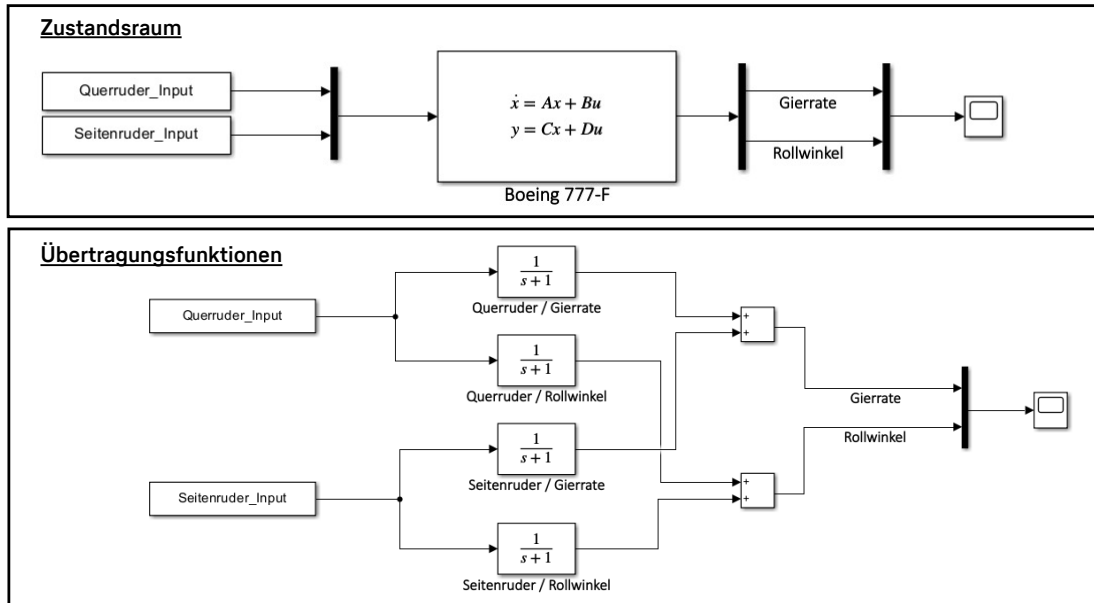 Zustandsraum
Querruder_Input
Seitenruder_Input
ẋ = Ax + Bu
y = Cx + Du
Boeing 777-F
Gierrate
Rollwinkel
Übertragungsfunktionen
Querruder_Input
1
s + 1
Querruder / Gierrate
1
s + 1
Querruder / Rollwinkel
Seitenruder_Input
1
s + 1
Seitenruder / Gierrate
1
s + 1
Seitenruder / Rollwinkel
+
+
+
+
Gierrate
Rollwinkel